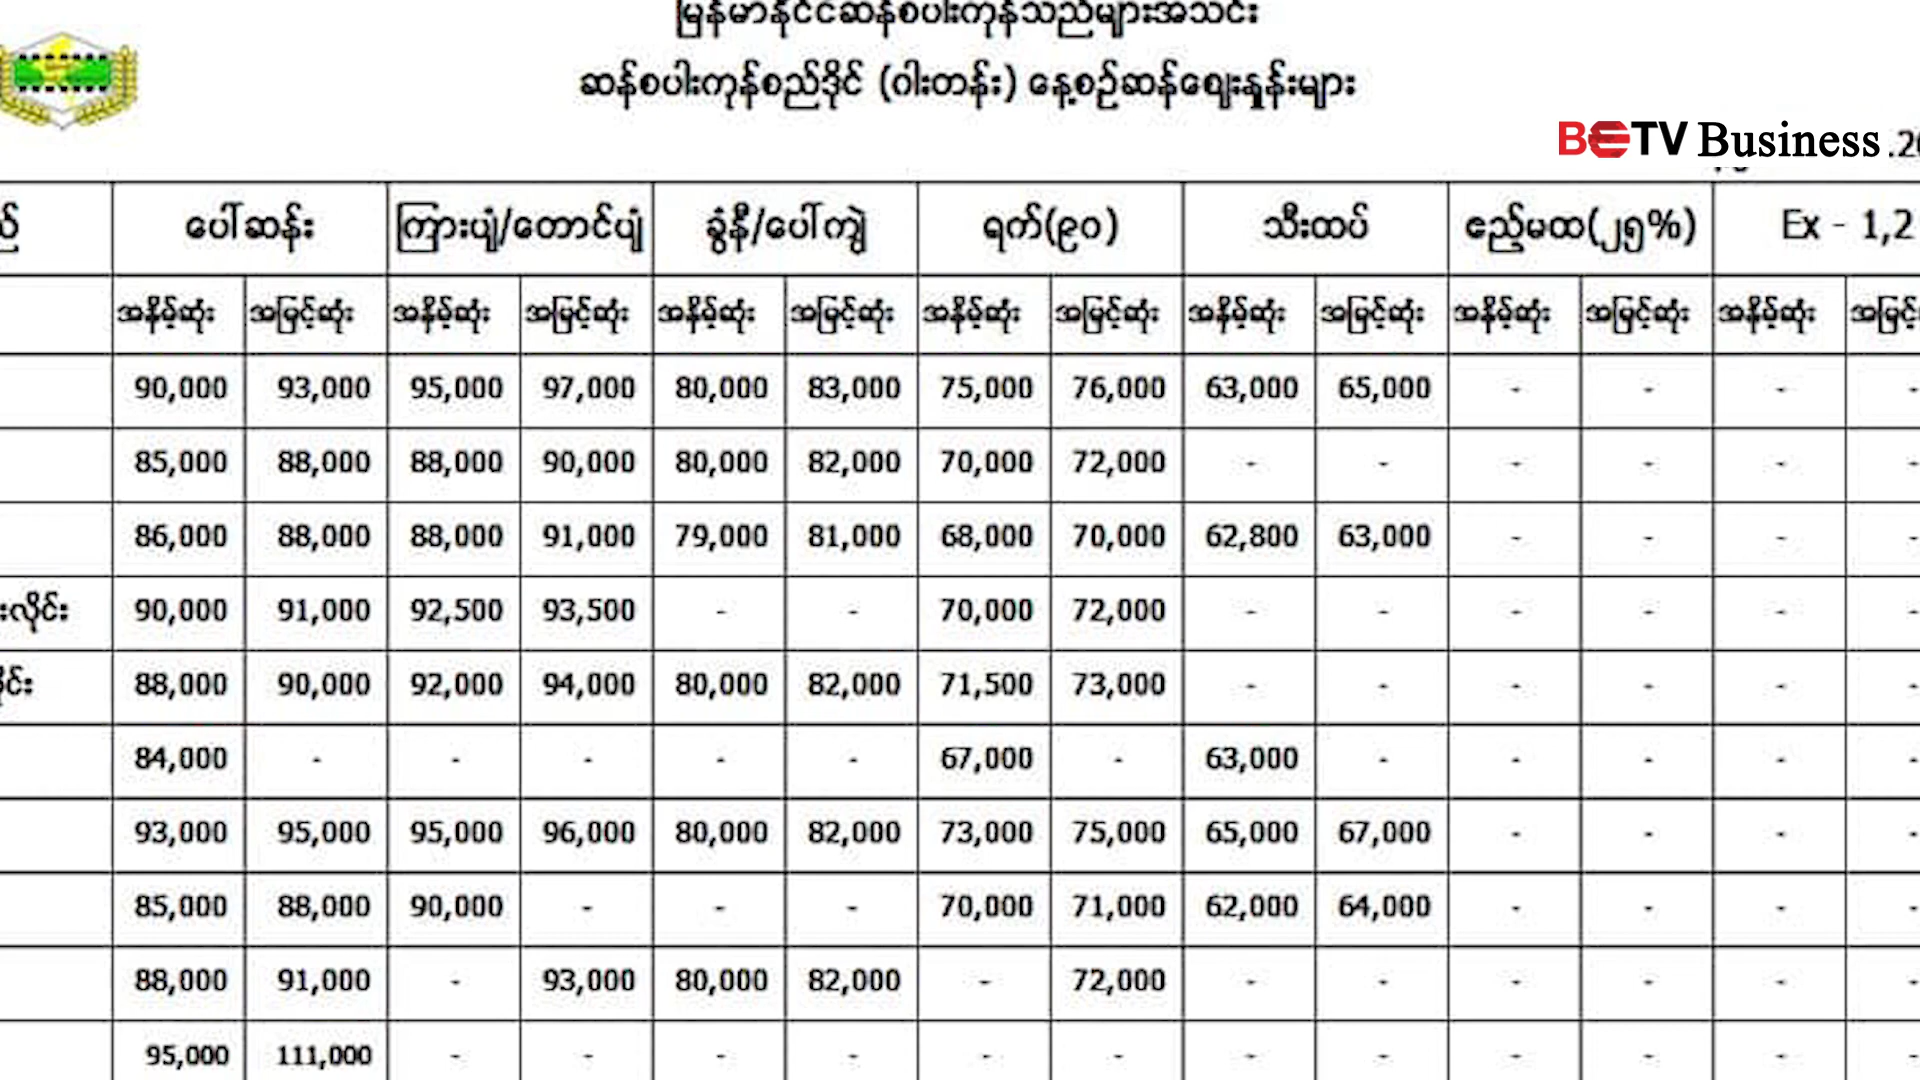 မြန်မာနိုင်ငံဆန်စပါးကုန်သည်များအသင်း
ဆန်စပါးကုန်စည်ဒိုင် (ဝါးတန်း) နေ့စဉ်ဆန်ဈေးနှုန်းများ
BETV Business .20
ပေါ်ဆန်း ကြားပျံ/တောင်ပျံ ခွံနီ/ပေါ်ကျွဲ ရက်(၉၀) သီးထပ် ဧည့်မထ(၂၅%) Ex - 1,2
အနိမ့်ဆုံး အမြင့်ဆုံး အနိမ့်ဆုံး အမြင့်ဆုံး အနိမ့်ဆုံး အမြင့်ဆုံး အနိမ့်ဆုံး အမြင့်ဆုံး အနိမ့်ဆုံး အမြင့်ဆုံး အနိမ့်ဆုံး အမြင့်ဆုံး အနိမ့်ဆုံး
90,000 93,000 95,000 97,000 80,000 83,000 75,000 76,000 63,000 65,000 - - - -
85,000 88,000 88,000 90,000 80,000 82,000 70,000 72,000 - - - - - -
86,000 88,000 88,000 91,000 79,000 81,000 68,000 70,000 62,800 63,000 - - - -
90,000 91,000 92,500 93,500 - - 70,000 72,000 - - - - - -
88,000 90,000 92,000 94,000 80,000 82,000 71,500 73,000 - - - - - -
84,000 - - - - - 67,000 - 63,000 - - - - -
93,000 95,000 95,000 96,000 80,000 82,000 73,000 75,000 65,000 67,000 - - - -
85,000 88,000 90,000 - - - 70,000 71,000 62,000 64,000 - - - -
88,000 91,000 - 93,000 80,000 82,000 - 72,000 - - - - - -
95,000 111,000 - - - - - - - - - - - -